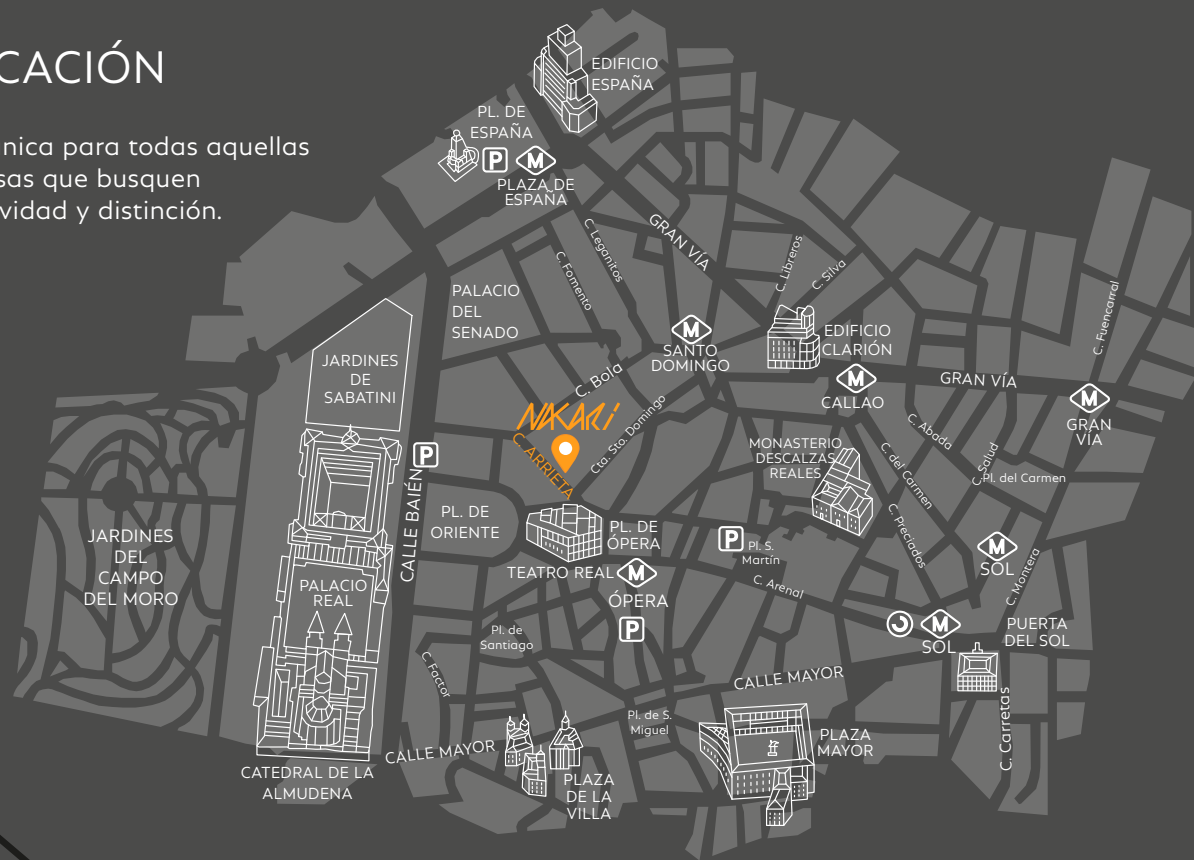 CACIÓN
nica para todas aquellas
sas que busquen
vidad y distinción.
EDIFICIO
ESPAÑA
PL. DE
ESPAÑA
P
M
PLAZA DE
ESPAÑA
GRAN VÍA
C. Leganitos
C. Fomento
C. Libreros
C. Silva
PALACIO
DEL
SENADO
M
SANTO
DOMINGO
EDIFICIO
CLARIÓN
C. Fuencarral
JARDINES
DE
SABATINI
C. Bola
M
CALLAO
GRAN VÍA
M
GRAN
VÍA
NAKARI
C. ARRIETA
Cta. Sto. Domingo
C. Abada
MONASTERIO
DESCALZAS
REALES
C. del Carmen
C. Salud
Pl. del Carmen
P
CALLE BAIÉN
PL. DE
ORIENTE
C. Preciados
JARDINES
DEL
CAMPO
DEL MORO
PL. DE
ÓPERA
P
Pl. S.
Martín
M
SOL
TEATRO REAL
M
ÓPERA
P
C. Arenal
C. Montera
PALACIO
REAL
Pl. de
Santiago
M
SOL
PUERTA
DEL SOL
C. Factor
CALLE MAYOR
C. Carretas
Pl. de S.
Miguel
PLAZA
MAYOR
CALLE MAYOR
CATEDRAL DE LA
ALMUDENA
PLAZA
DE LA
VILLA